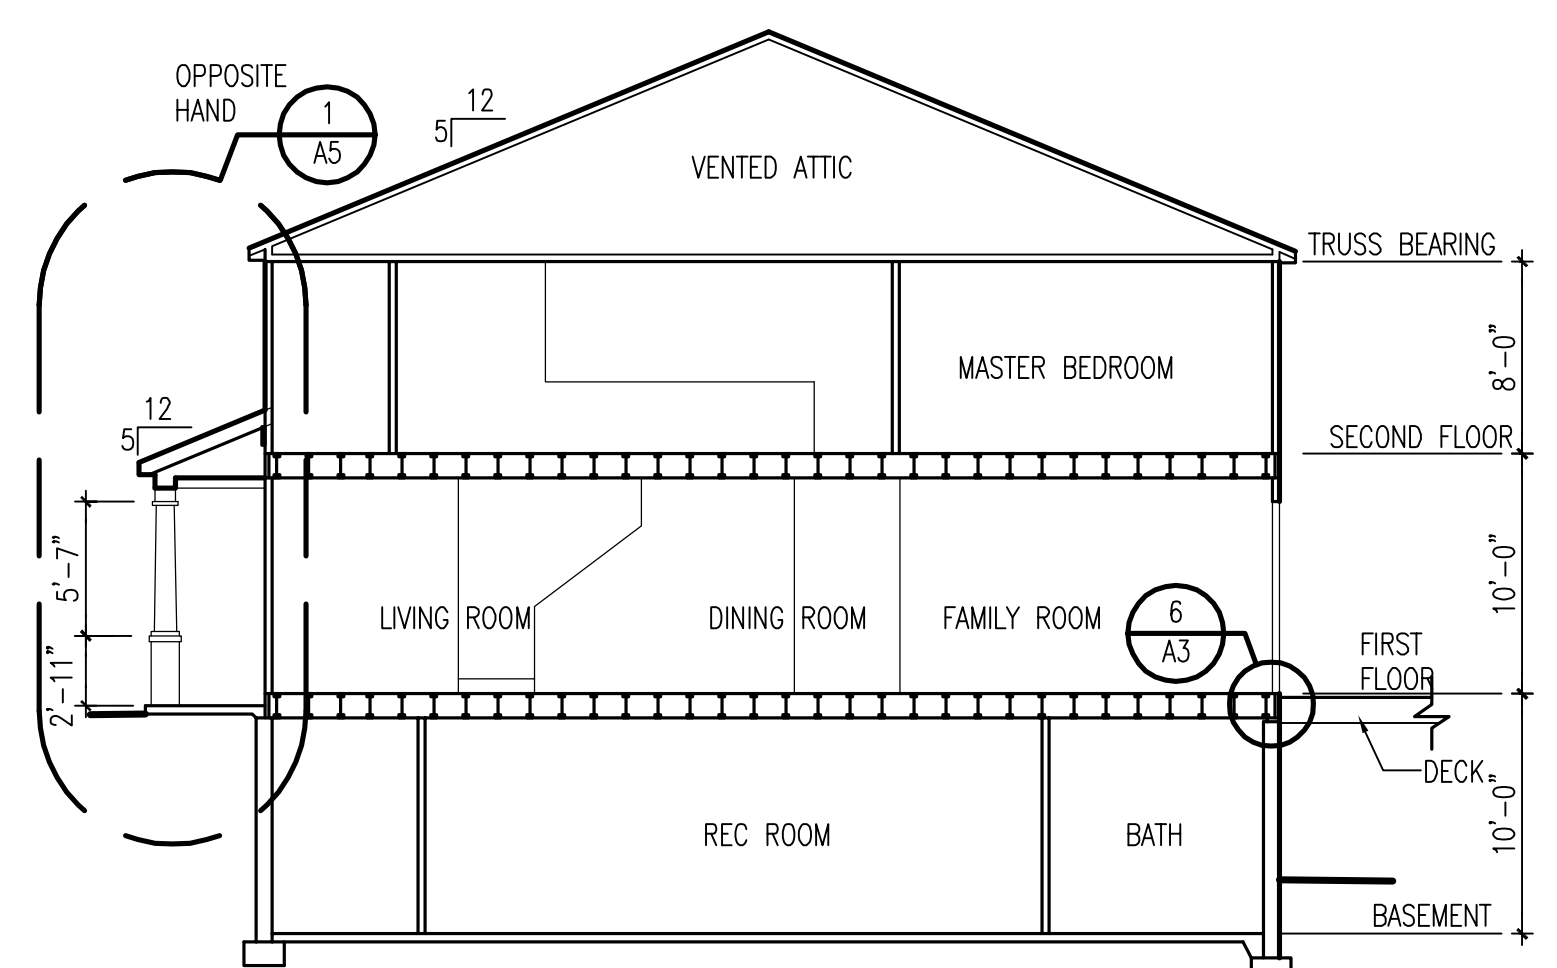 OPPOSITE
HAND
1
A5
12
5
VENTED ATTIC
TRUSS BEARING
8'-0"
MASTER BEDROOM
12
5
SECOND FLOOR
5'-7"
10'-0"
LIVING ROOM
DINING ROOM
FAMILY ROOM
6
A3
FIRST
FLOOR
2'-11"
DECK
10'-0"
REC ROOM
BATH
BASEMENT